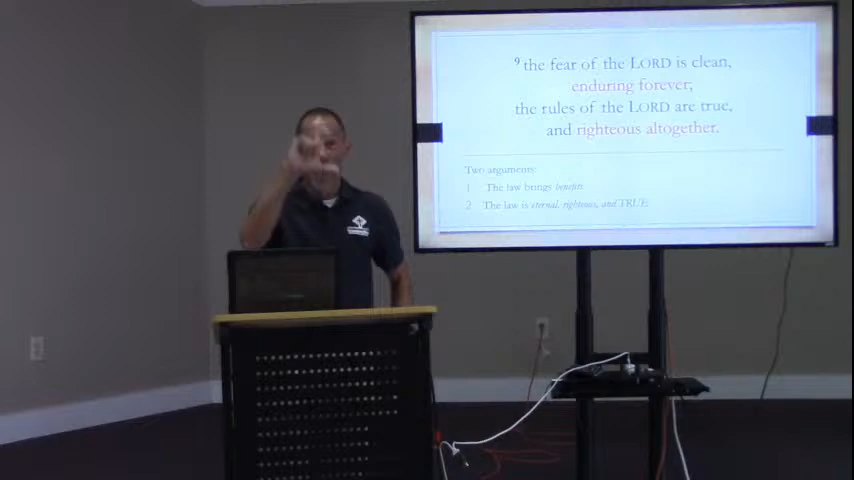 9 the fear of the LORD is clean,
enduring forever;
the rules of the LORD are true,
and righteous altogether.
Two arguments:
1 The law brings benefits
2 The law is eternal, righteous, and TRUE